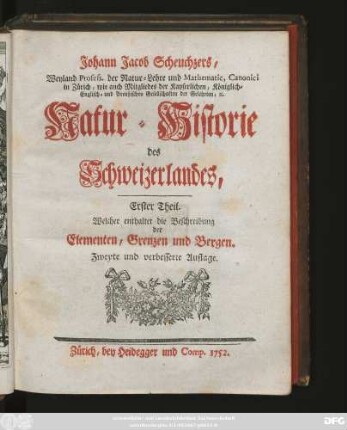 Johann Jacob Scheuchzers,
Weyland Profess. der Natur-Lehre und Mathematic, Canonici
in Zürich, wie auch Mitgliedes der Kayserlichen, Königlich-
Englisch- und Preußischen Gesellschaften der Gelehrten, ꝛc.
Natur-Historie
des
Schweizerlandes,
Erster Theil.
Welcher enthaltet die Beschreibung
der
Elementen, Grenzen und Bergen.
Zweyte und verbesserte Auflage.
Zürich, bey Heidegger und Comp. 1752.
DFG